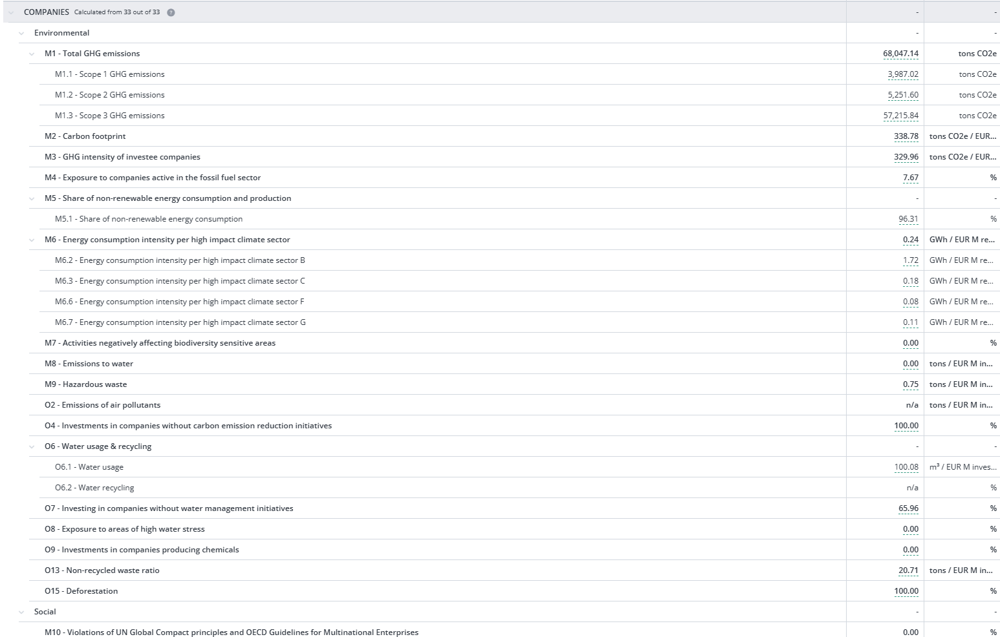 COMPANIES Calculated from 33 out of 33 ? - -
Environmental - -
M1 - Total GHG emissions 68,047.14 tons CO2e
M1.1 - Scope 1 GHG emissions 3,987.02 tons CO2e
M1.2 - Scope 2 GHG emissions 5,251.60 tons CO2e
M1.3 - Scope 3 GHG emissions 57,215.84 tons CO2e
M2 - Carbon footprint 338.78 tons CO2e / EUR...
M3 - GHG intensity of investee companies 329.96 tons CO2e / EUR...
M4 - Exposure to companies active in the fossil fuel sector 7.67 %
M5 - Share of non-renewable energy consumption and production - -
M5.1 - Share of non-renewable energy consumption 96.31 %
M6 - Energy consumption intensity per high impact climate sector 0.24 GWh / EUR M re...
M6.2 - Energy consumption intensity per high impact climate sector B 1.72 GWh / EUR M re...
M6.3 - Energy consumption intensity per high impact climate sector C 0.18 GWh / EUR M re...
M6.6 - Energy consumption intensity per high impact climate sector F 0.08 GWh / EUR M re...
M6.7 - Energy consumption intensity per high impact climate sector G 0.11 GWh / EUR M re...
M7 - Activities negatively affecting biodiversity sensitive areas 0.00 %
M8 - Emissions to water 0.00 tons / EUR M in...
M9 - Hazardous waste 0.75 tons / EUR M in...
O2 - Emissions of air pollutants n/a tons / EUR M in...
O4 - Investments in companies without carbon emission reduction initiatives 100.00 %
O6 - Water usage & recycling - -
O6.1 - Water usage 100.08 m³ / EUR M inves...
O6.2 - Water recycling n/a %
O7 - Investing in companies without water management initiatives 65.96 %
O8 - Exposure to areas of high water stress 0.00 %
O9 - Investments in companies producing chemicals 0.00 %
O13 - Non-recycled waste ratio 20.71 tons / EUR M in...
O15 - Deforestation 100.00 %
Social - -
M10 - Violations of UN Global Compact principles and OECD Guidelines for Multinational Enterprises 0.00 %